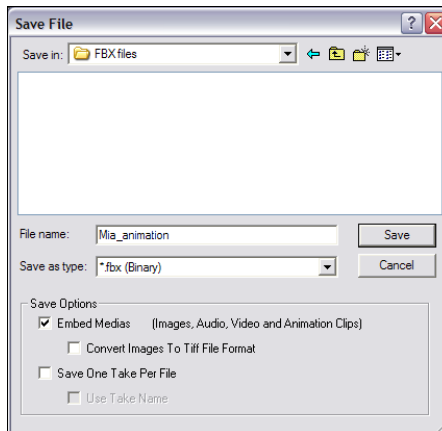 Save File
Save in: FBX files
File name: Mia_animation Save
Save as type: *.fbx (Binary) Cancel
Save Options
Embed Medias (Images, Audio, Video and Animation Clips)
Convert Images To Tiff File Format
Save One Take Per File
Use Take Name